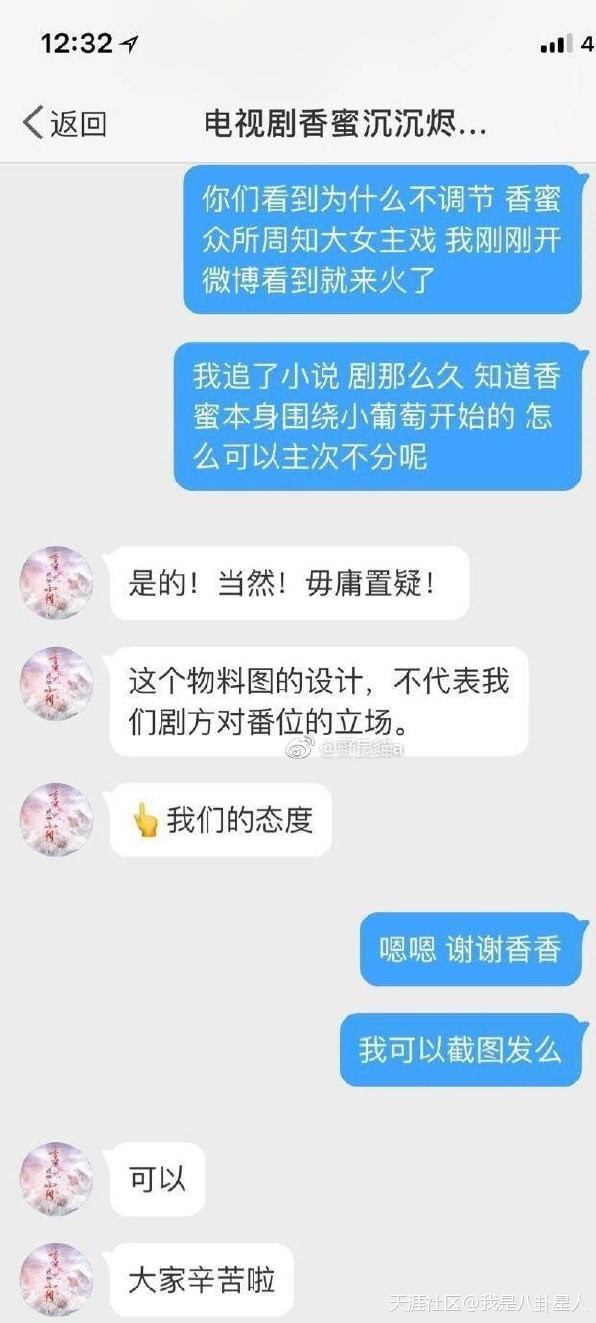 12:32
4
返回
电视剧香蜜沉沉烬...
你们看到为什么不调节 香蜜
众所周知大女主戏 我刚刚开
微博看到就来火了
我追了小说 剧那么久 知道香
蜜本身围绕小葡萄开始的 怎
么可以主次不分呢
是的！当然！毋庸置疑！
这个物料图的设计，不代表我
们剧方对番位的立场。
👆我们的态度
嗯嗯 谢谢香香
我可以截图发么
可以
大家辛苦啦
天涯社区@我是八卦星人